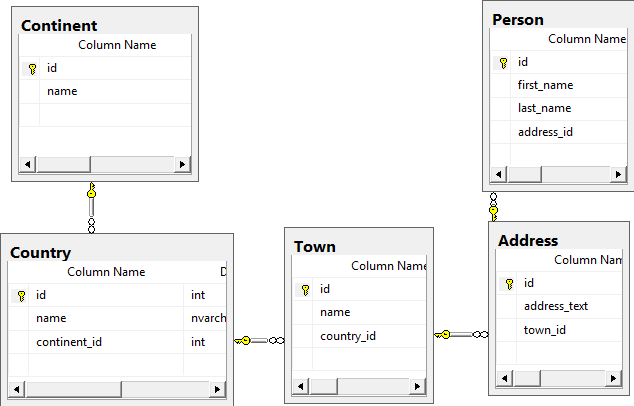 Continent
Column Name
id
name
Person
Column Name
id
first_name
last_name
address_id
Country
Column Name D
id int
name nvarch
continent_id int
Town
Column Name
id
name
country_id
Address
Column Nam
id
address_text
town_id